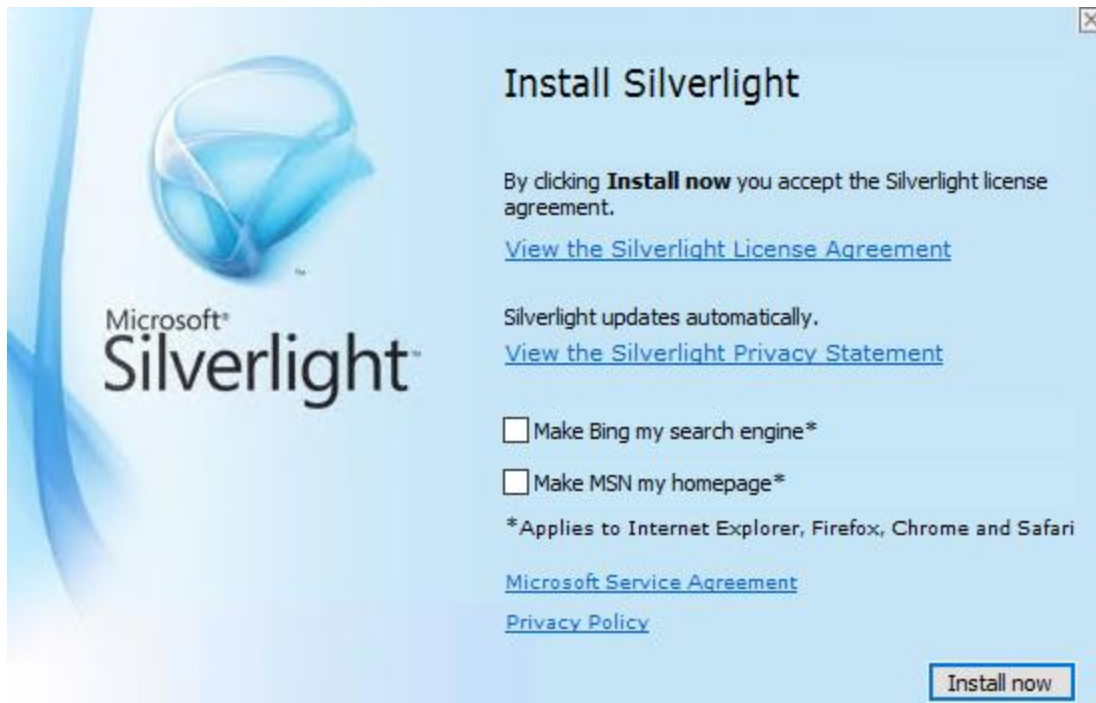 Install Silverlight
By clicking Install now you accept the Silverlight license
agreement.
View the Silverlight License Agreement
Silverlight updates automatically.
View the Silverlight Privacy Statement
Microsoft®
Silverlight™
Make Bing my search engine*
Make MSN my homepage*
*Applies to Internet Explorer, Firefox, Chrome and Safari
Microsoft Service Agreement
Privacy Policy
Install now